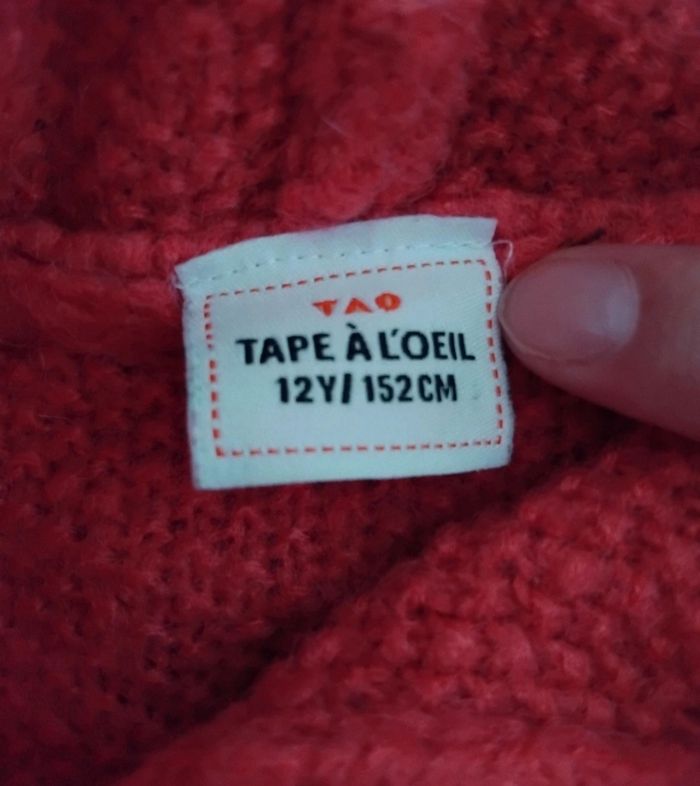 TAO
TAPE À L'OEIL
12Y/ 152CM